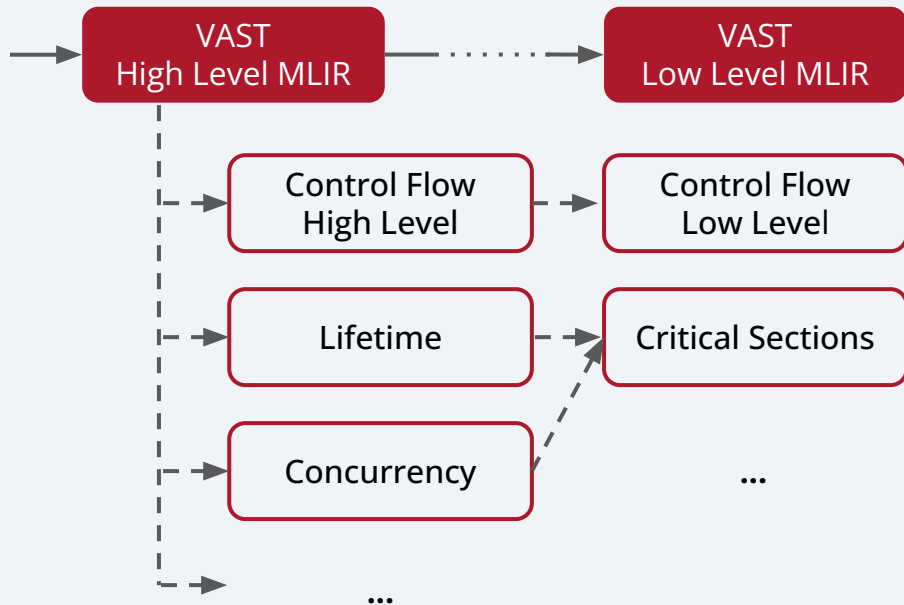 VAST
High Level MLIR
VAST
Low Level MLIR
Control Flow
High Level
Control Flow
Low Level
Lifetime
Critical Sections
Concurrency
...
...